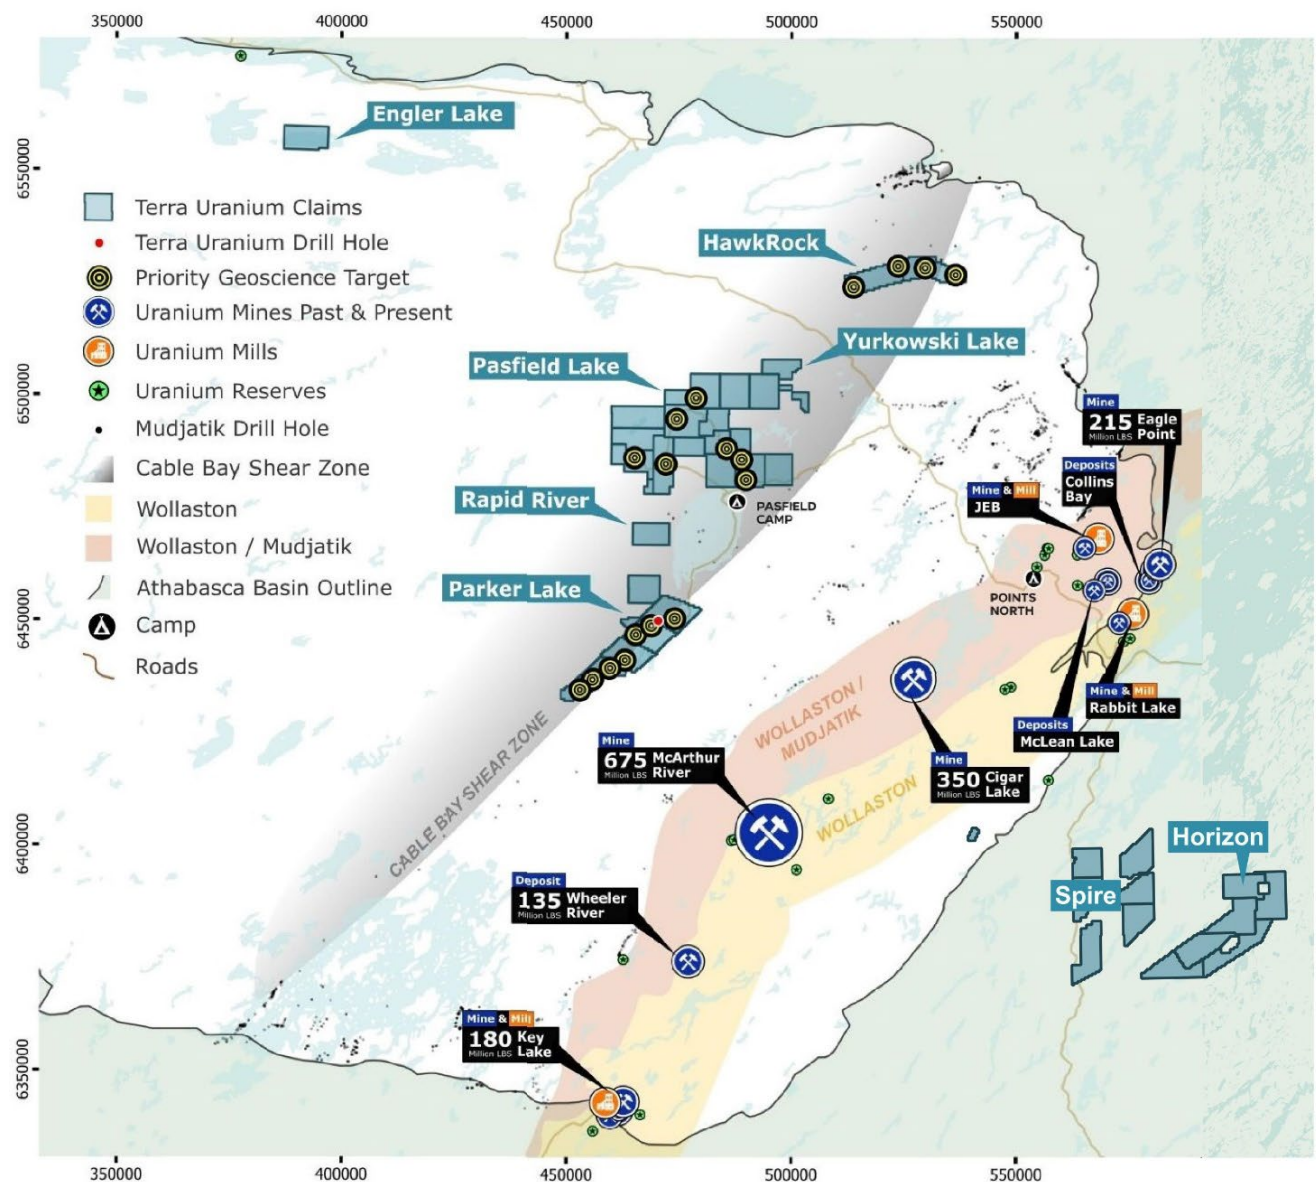 350000
400000
450000
500000
550000
6550000
6500000
6450000
6400000
6350000
Engler Lake
Terra Uranium Claims
Terra Uranium Drill Hole
Priority Geoscience Target
Uranium Mines Past & Present
Uranium Mills
Uranium Reserves
Mudjatik Drill Hole
Cable Bay Shear Zone
Wollaston
Wollaston / Mudjatik
Athabasca Basin Outline
Camp
Roads
HawkRock
Yurkowski Lake
Pasfield Lake
Rapid River
Parker Lake
PASFIELD
CAMP
Mine
215 Eagle
Million LBS Point
Deposits
Collins
Bay
Mine & Mill
JEB
POINTS
NORTH
Mine & Mill
Rabbit Lake
Deposits
McLean Lake
Mine
350 Cigar
Million LBS Lake
WOLLASTON /
MUDJATIK
WOLLASTON
CABLE BAY SHEAR ZONE
Mine
675 McArthur
Million LBS River
Deposit
135 Wheeler
Million LBS River
Mine & Mill
180 Key
Million LBS Lake
Horizon
Spire
350000
400000
450000
500000
550000